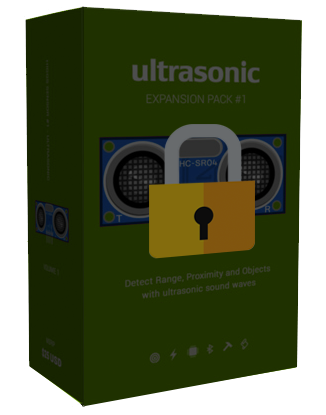 ultrasonic
EXPANSION PACK #1
HC-SR04
T
R
Detect Range, Proximity and Objects
with ultrasonic sound waves